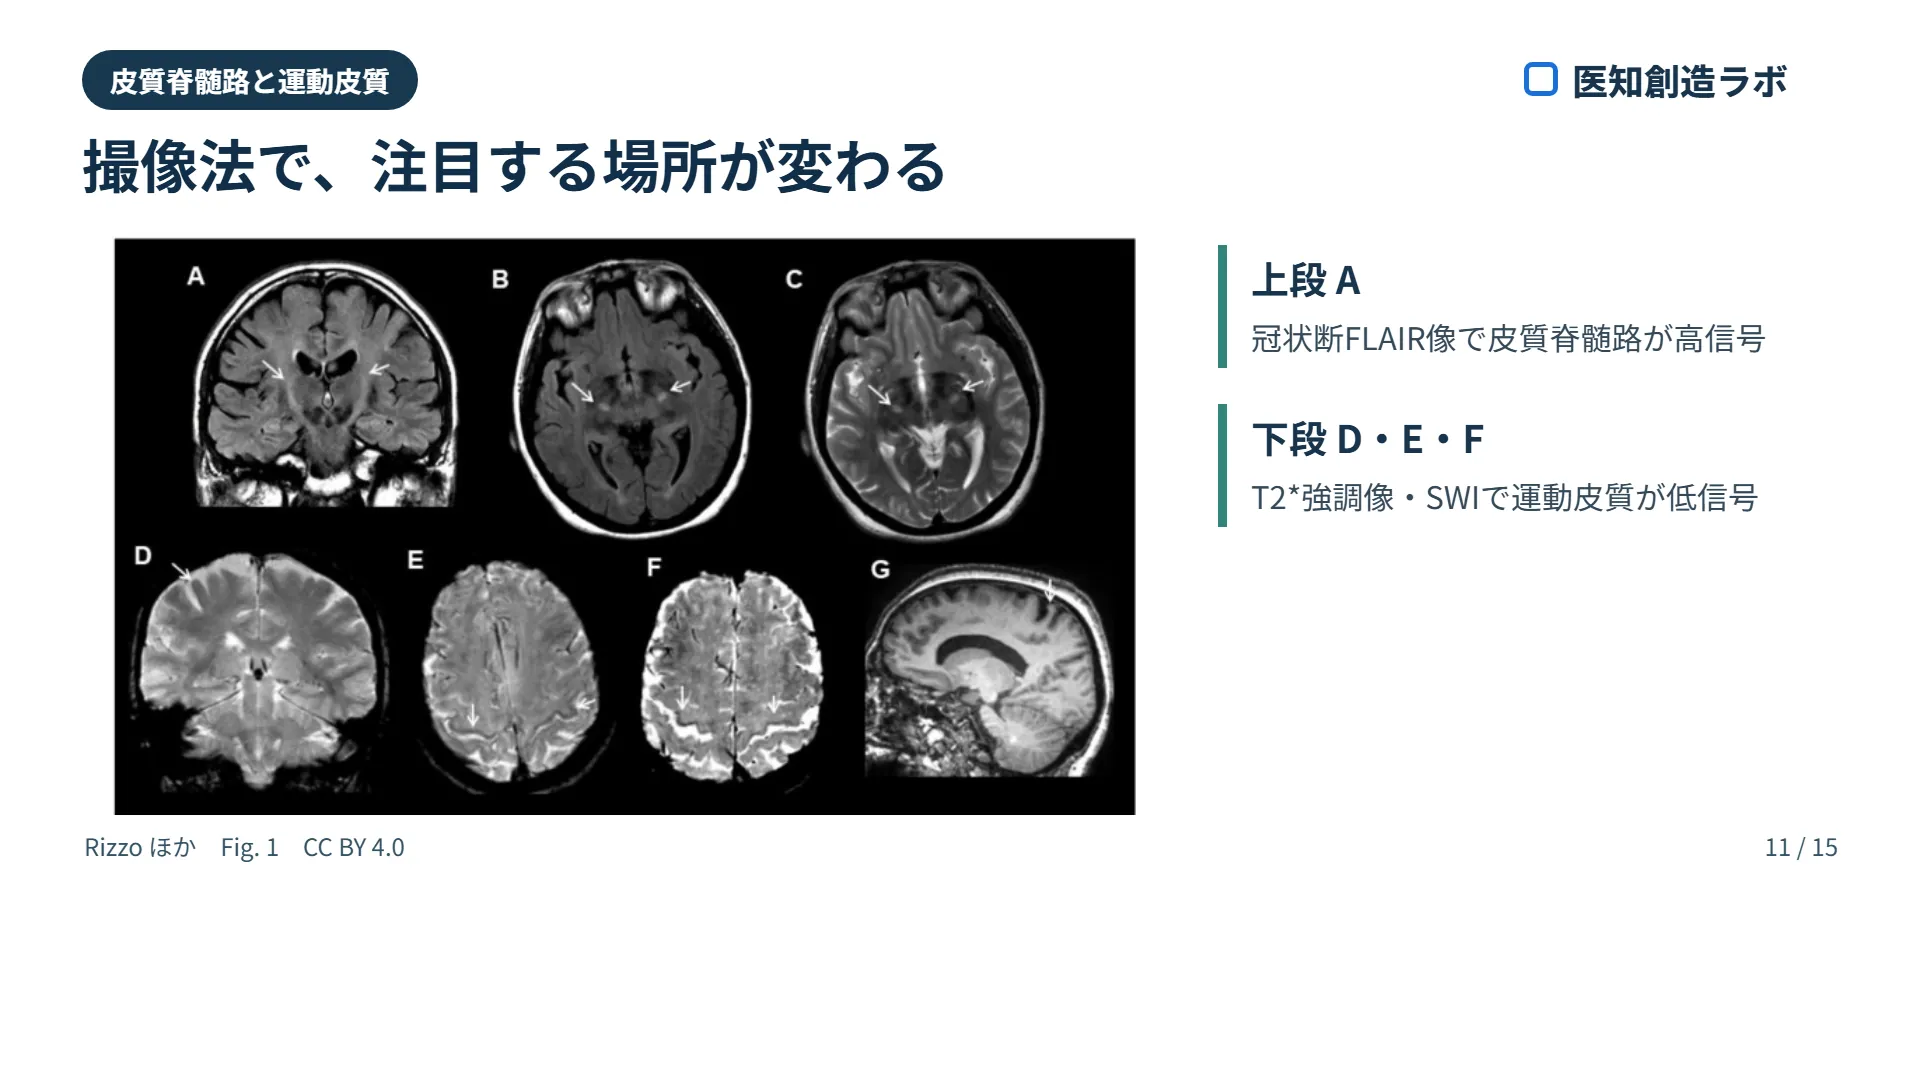 皮質脊髄路と運動皮質
医知創造ラボ
撮像法で、注目する場所が変わる
A
B
C
D
E
F
G
上段 A
冠状断FLAIR像で皮質脊髄路が高信号
下段 D・E・F
T2*強調像・SWIで運動皮質が低信号
Rizzo ほか Fig. 1 CC BY 4.0
11 / 15